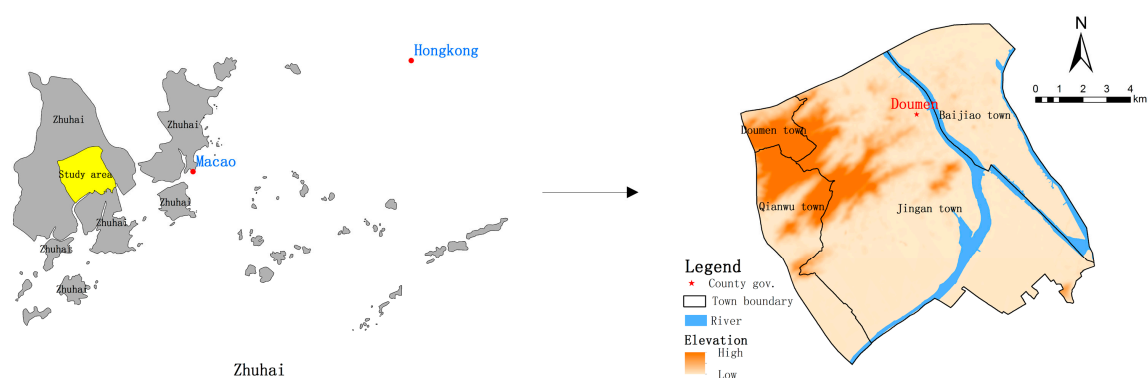 Hongkong
Zhuhai
Zhuhai
Macao
Study area
Zhuhai
Zhuhai
Zhuhai
Zhuhai
Zhuhai
N
0 1 2 3 4
km
Doumen
Baijiao town
Doumen town
Qianwu town
Jingan town
Legend
County gov.
Town boundary
River
Elevation
High
Low